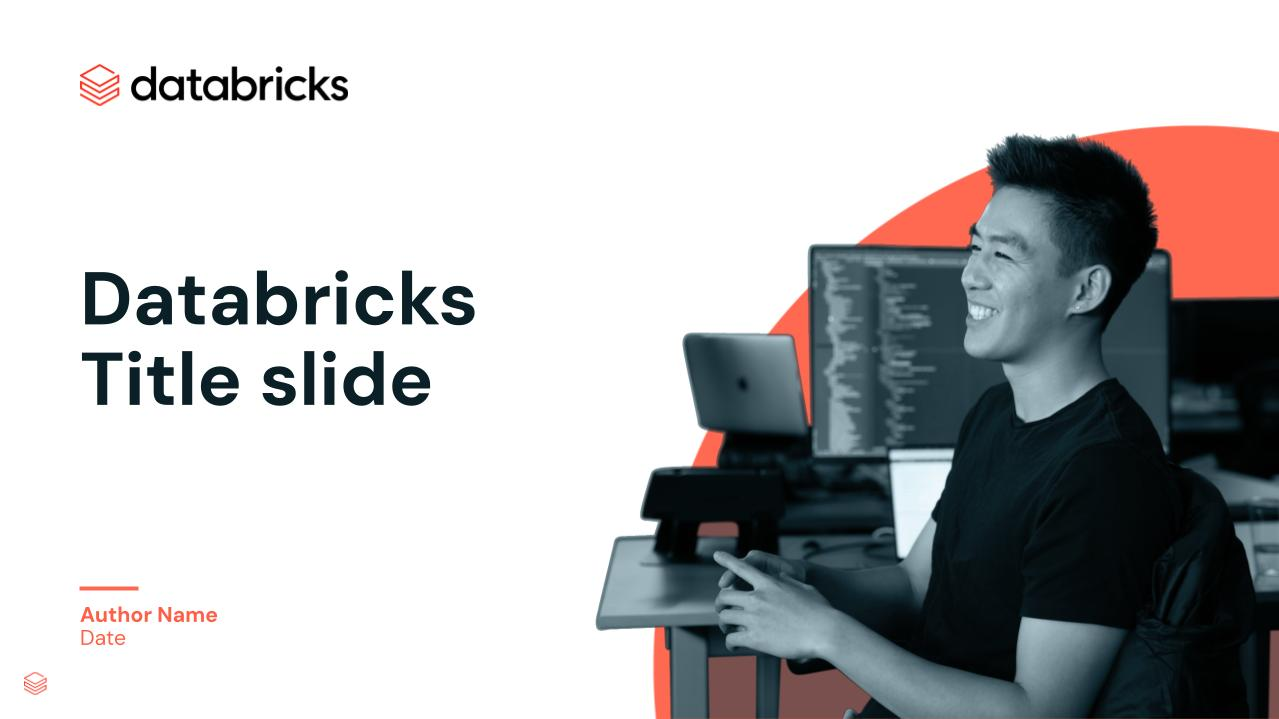 databricks
Databricks
Title slide
Author Name
Date